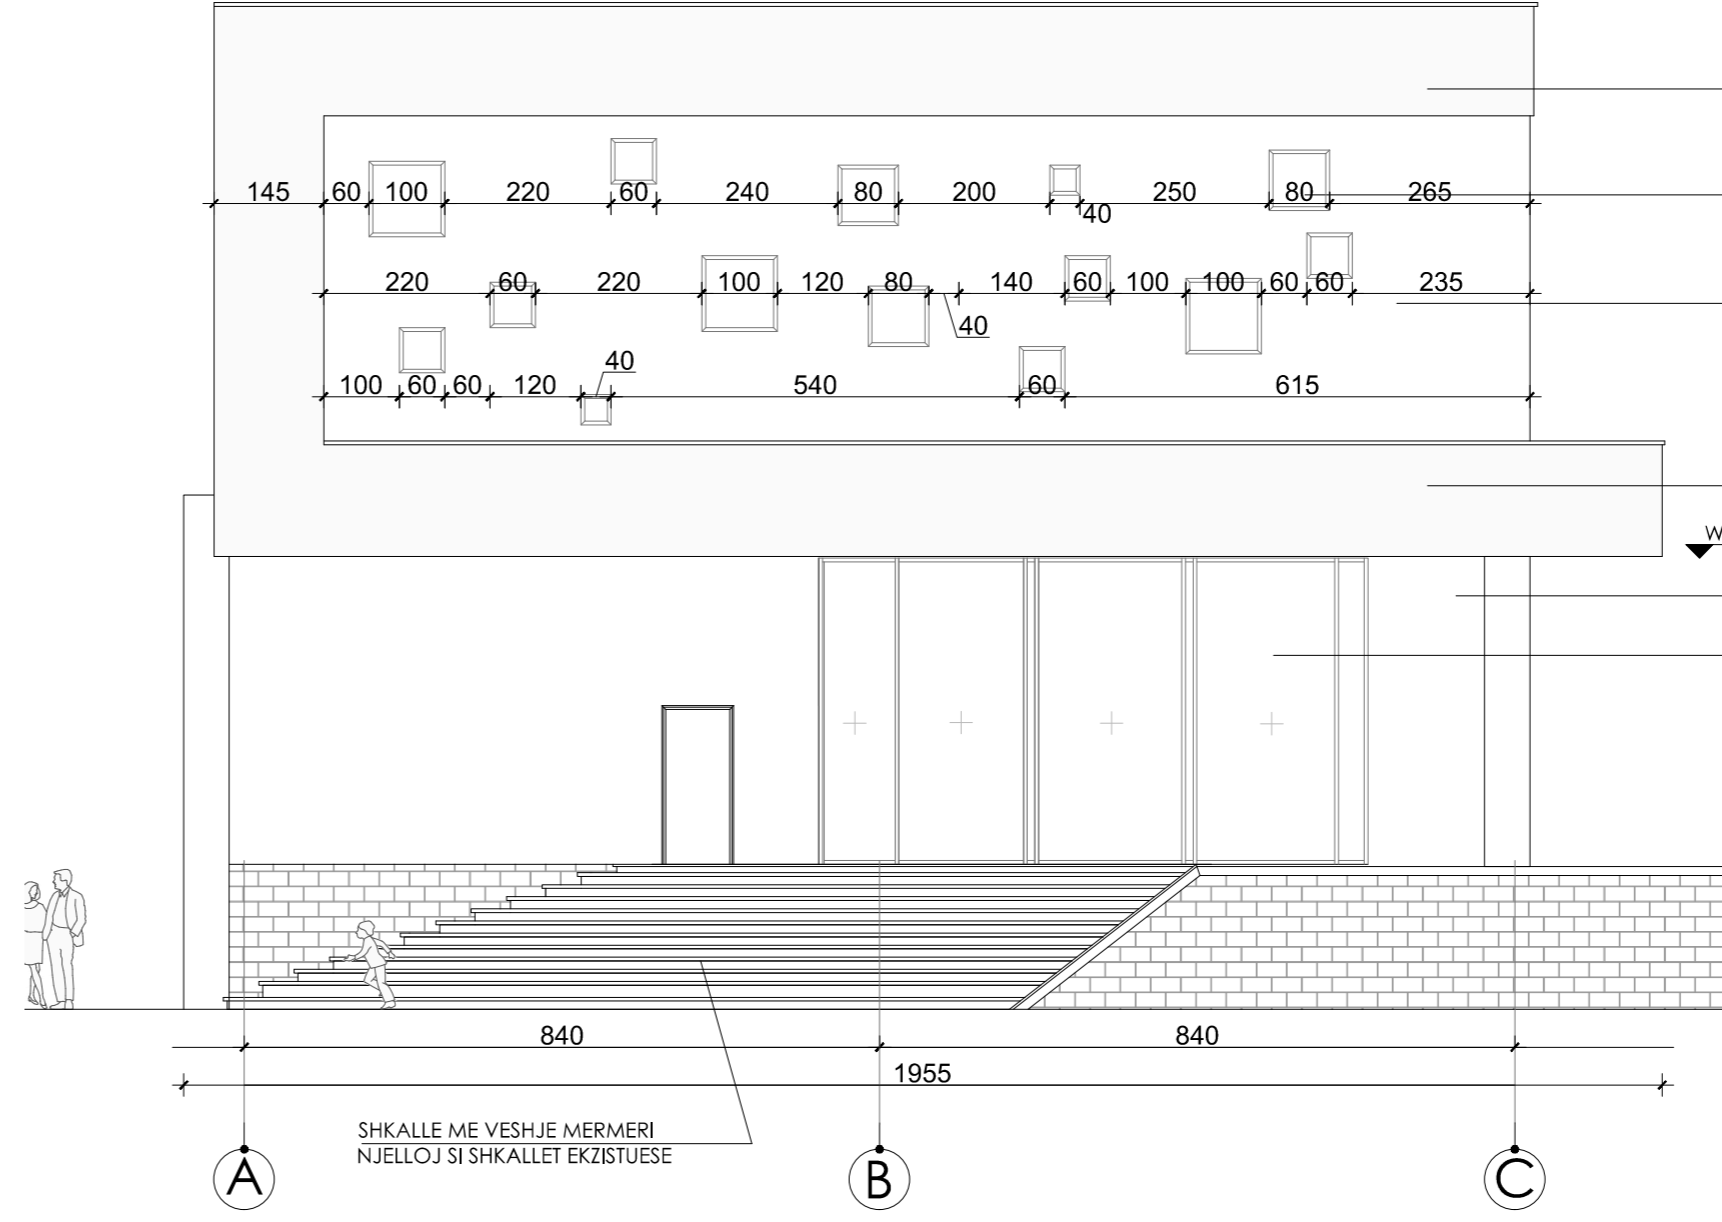 145 60 100 220 60 240 80 200 40 250 80 265
220 60 220 100 120 80 40 140 60 100 100 60 60 235
100 60 60 120 40 540 60 615
W
840 840
1955
SHKALLE ME VESHJE MERMERI
NJELLOJ SI SHKALLET EKZISTUESE
A B C